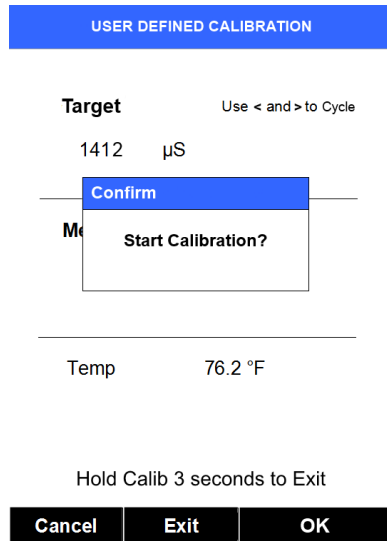 USER DEFINED CALIBRATION
Target Use < and > to Cycle
1412 µS
Confirm
Start Calibration?
Temp 76.2 °F
Hold Calib 3 seconds to Exit
Cancel Exit OK